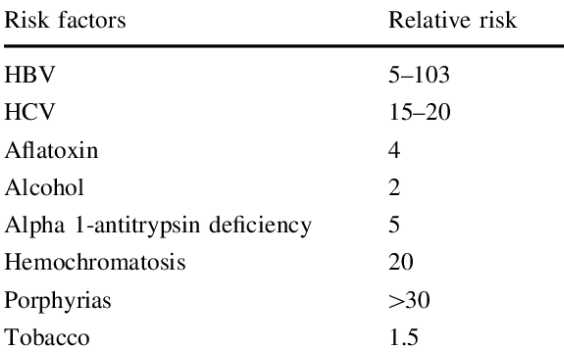 Risk factors Relative risk
HBV 5–103
HCV 15–20
Aflatoxin 4
Alcohol 2
Alpha 1-antitrypsin deficiency 5
Hemochromatosis 20
Porphyrias >30
Tobacco 1.5